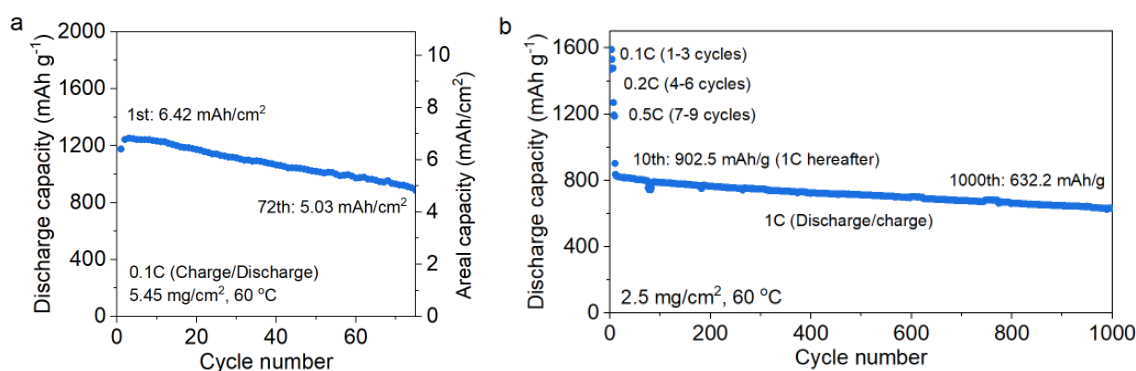 a
2000
1600
1200
800
400
0
Discharge capacity (mAh g⁻¹)
1st: 6.42 mAh/cm²
72th: 5.03 mAh/cm²
0.1C (Charge/Discharge)
5.45 mg/cm², 60 °C
0 20 40 60
Cycle number
10
8
6
4
2
0
Areal capacity (mAh/cm²)
b
1600
1200
800
400
0
Discharge capacity (mAh g⁻¹)
0.1C (1-3 cycles)
0.2C (4-6 cycles)
0.5C (7-9 cycles)
10th: 902.5 mAh/g (1C hereafter)
1000th: 632.2 mAh/g
1C (Discharge/charge)
2.5 mg/cm², 60 °C
0 200 400 600 800 1000
Cycle number